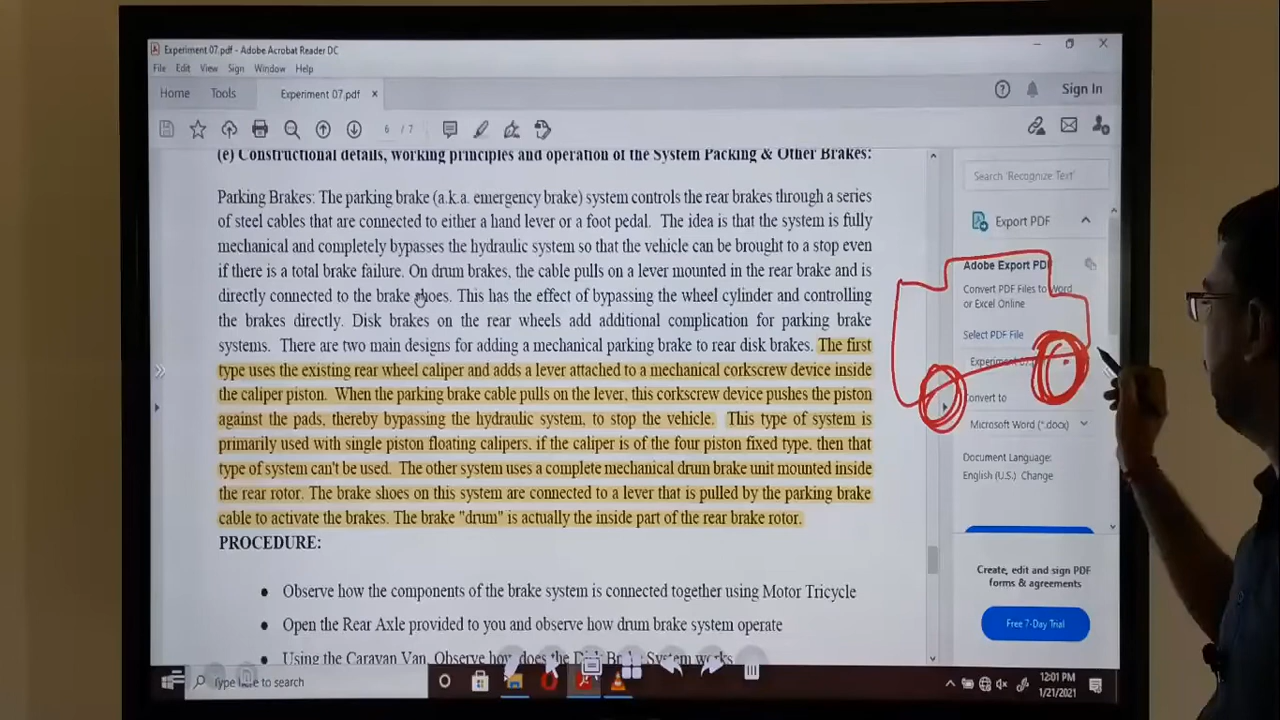 Experiment 07.pdf - Adobe Acrobat Reader DC
File Edit View Sign Window Help
Home Tools Experiment 07.pdf × Sign In
6 / 7
(e) Constructional details, working principles and operation of the System Packing & Other Brakes:
Parking Brakes: The parking brake (a.k.a. emergency brake) system controls the rear brakes through a series
of steel cables that are connected to either a hand lever or a foot pedal. The idea is that the system is fully
mechanical and completely bypasses the hydraulic system so that the vehicle can be brought to a stop even
if there is a total brake failure. On drum brakes, the cable pulls on a lever mounted in the rear brake and is
directly connected to the brake shoes. This has the effect of bypassing the wheel cylinder and controlling
the brakes directly. Disk brakes on the rear wheels add additional complication for parking brake
systems. The are two main designs for adding a mechanical parking brake to rear disk brakes. The first
type uses the existing rear wheel caliper and adds a lever attached to a mechanical corkscrew device inside
the caliper piston. When the parking brake cable pulls on the lever, this corkscrew device pushes the piston
against the pads, thereby bypassing the hydraulic system, to stop the vehicle. This type of system is
primarily used with single piston floating calipers, if the caliper is of the four piston fixed type, then that
type of system can't be used. The other system uses a complete mechanical drum brake unit mounted inside
the rear rotor. The brake shoes on this system are connected to a lever that is pulled by the parking brake
cable to activate the brakes. The brake "drum" is actually the inside part of the rear brake rotor.
PROCEDURE:
● Observe how the components of the brake system is connected together using Motor Tricycle
● Open the Rear Axle provided to you and observe how drum brake system operate
● Using the Caravan Van, Observe how does the Disk Brake System works
Search 'Recognize Text'
Export PDF
Adobe Export PDF
Convert PDF Files to Word
or Excel Online
Select PDF File
Convert to
Microsoft Word (*.docx)
Document Language:
English (U.S.) Change
Create, edit and sign PDF
forms & agreements
Free 7-Day Trial
Type here to search
12:01 PM
1/21/2021